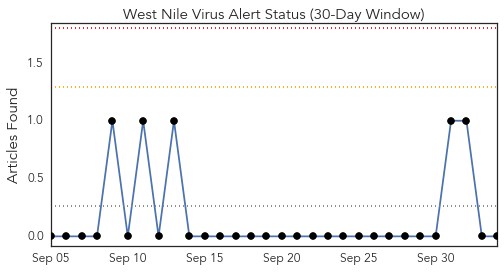 West Nile Virus Alert Status (30-Day Window)
Articles Found
1.5
1.0
0.5
0.0
Sep 05 Sep 10 Sep 15 Sep 20 Sep 25 Sep 30